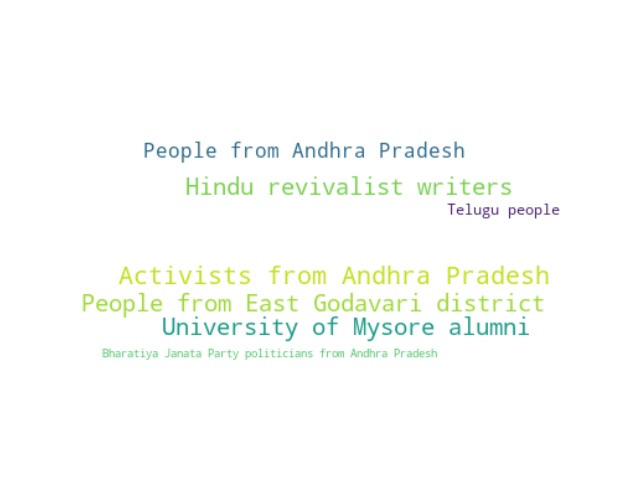 People from Andhra Pradesh
Hindu revivalist writers
Telugu people
Activists from Andhra Pradesh
People from East Godavari district
University of Mysore alumni
Bharatiya Janata Party politicians from Andhra Pradesh